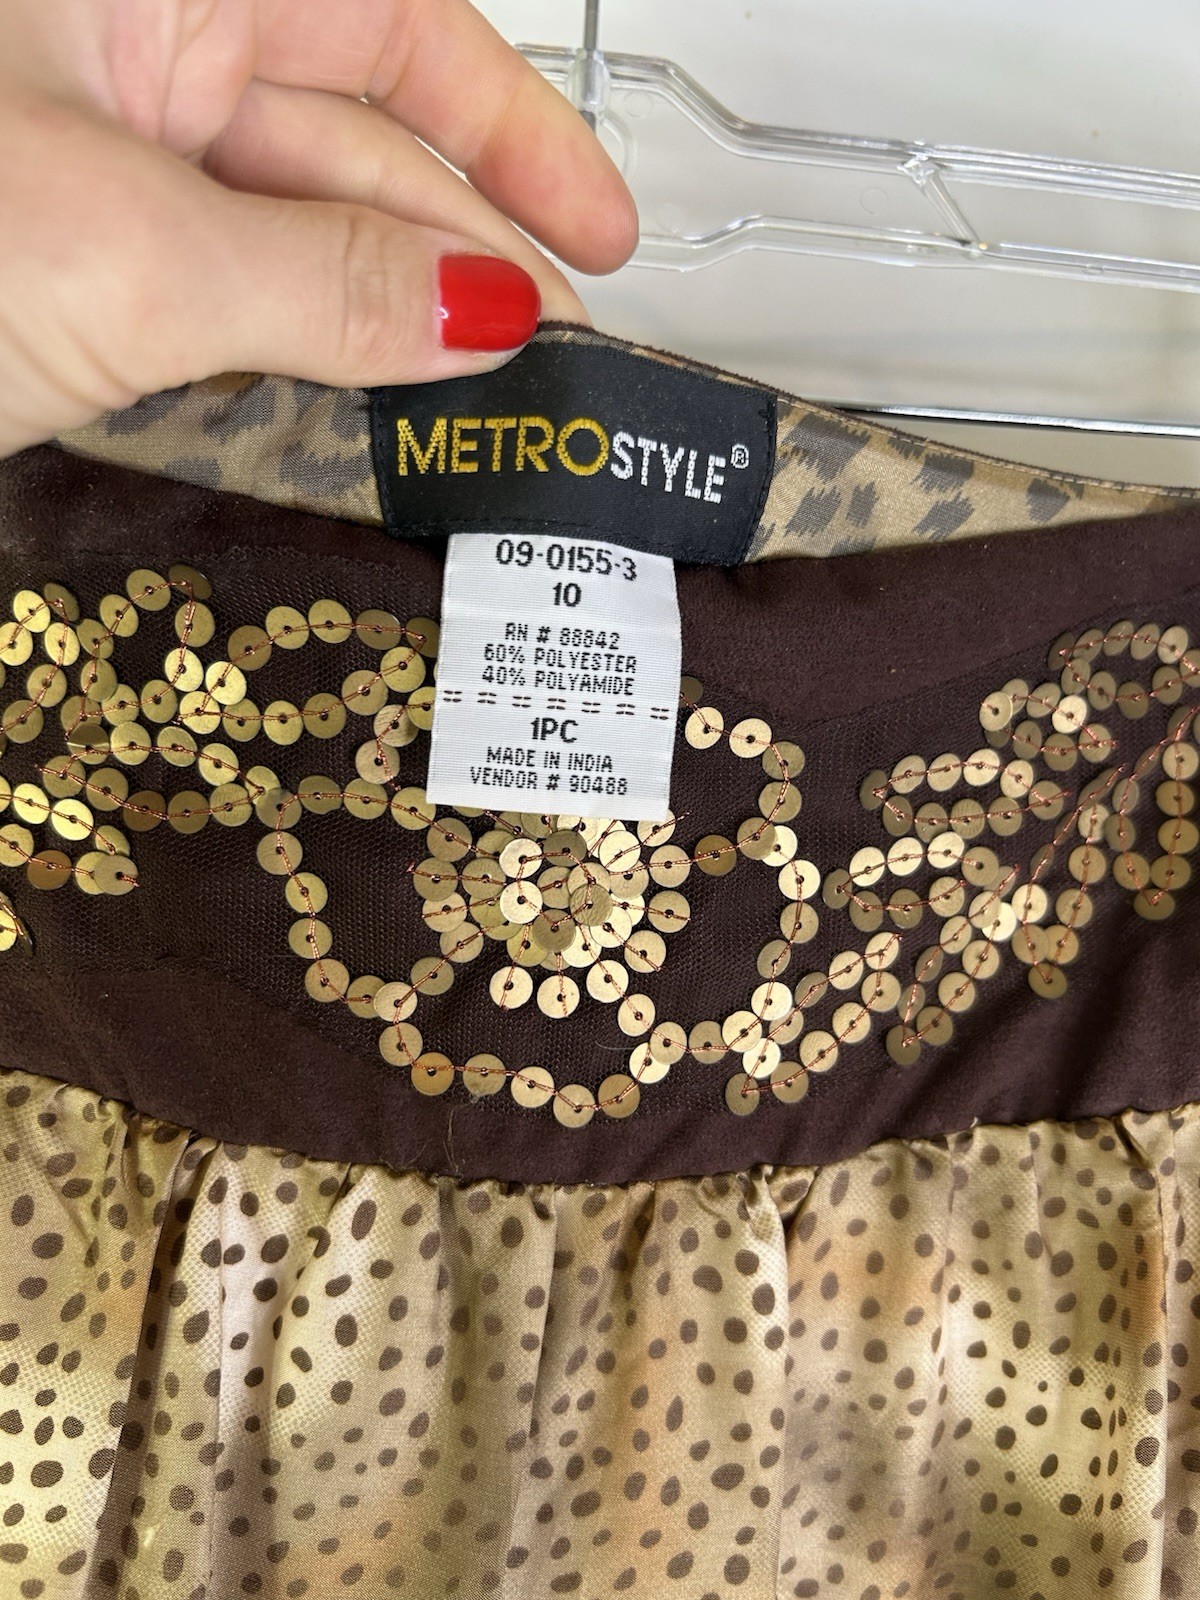 METROSTYLE®
09-0155-3
10
RN # 88842
60% POLYESTER
40% POLYAMIDE
1PC
MADE IN INDIA
VENDOR # 90488